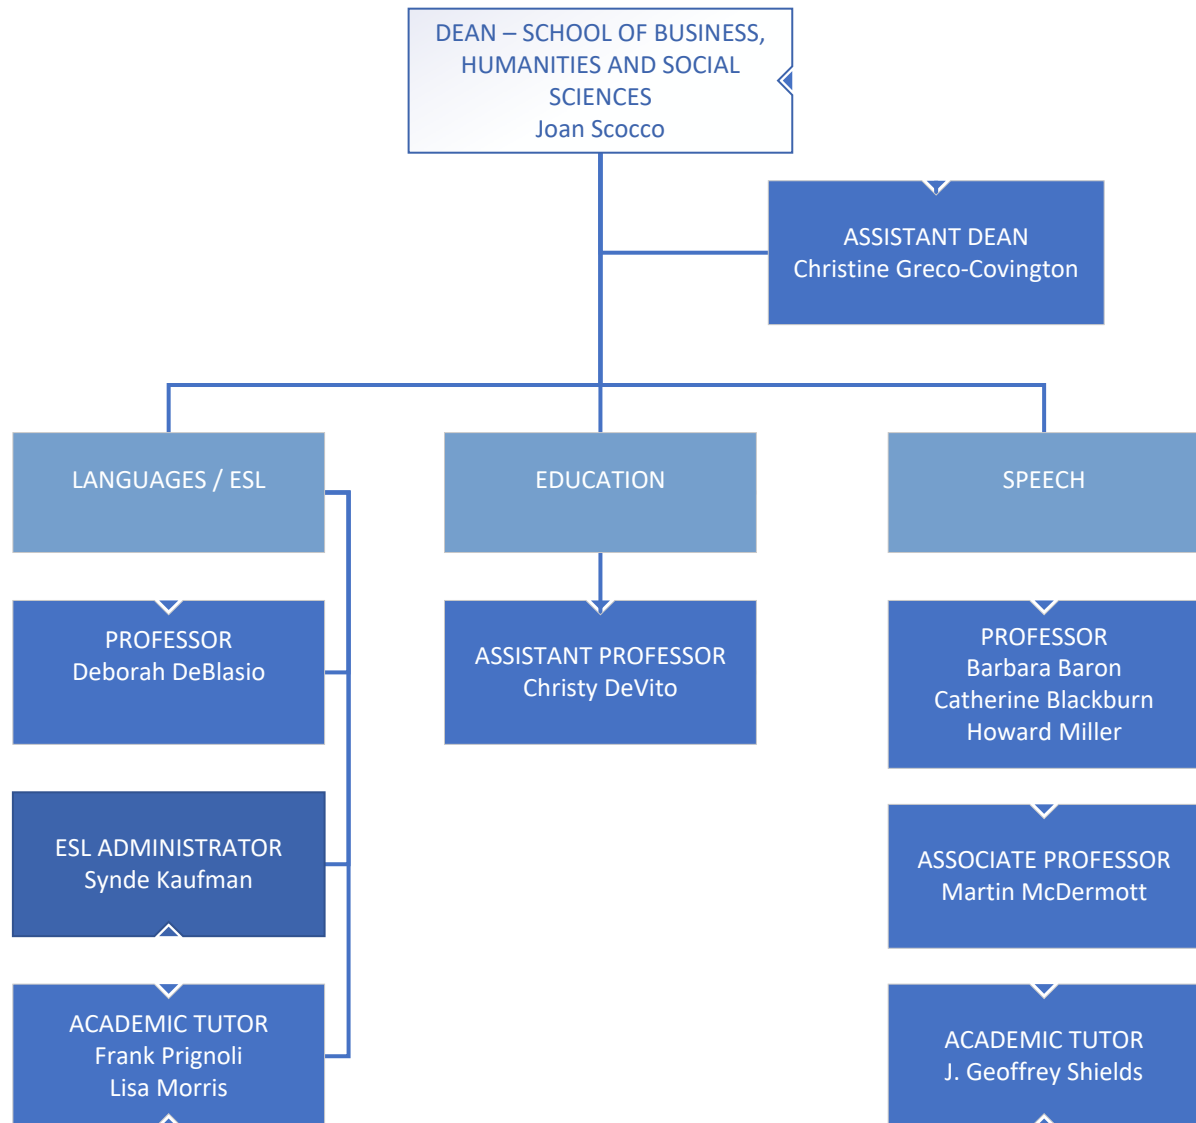 DEAN – SCHOOL OF BUSINESS,
HUMANITIES AND SOCIAL
SCIENCES
Joan Scocco
ASSISTANT DEAN
Christine Greco-Covington
LANGUAGES / ESL
EDUCATION
SPEECH
PROFESSOR
Deborah DeBlasio
ASSISTANT PROFESSOR
Christy DeVito
PROFESSOR
Barbara Baron
Catherine Blackburn
Howard Miller
ESL ADMINISTRATOR
Synde Kaufman
ASSOCIATE PROFESSOR
Martin McDermott
ACADEMIC TUTOR
Frank Prignoli
Lisa Morris
ACADEMIC TUTOR
J. Geoffrey Shields